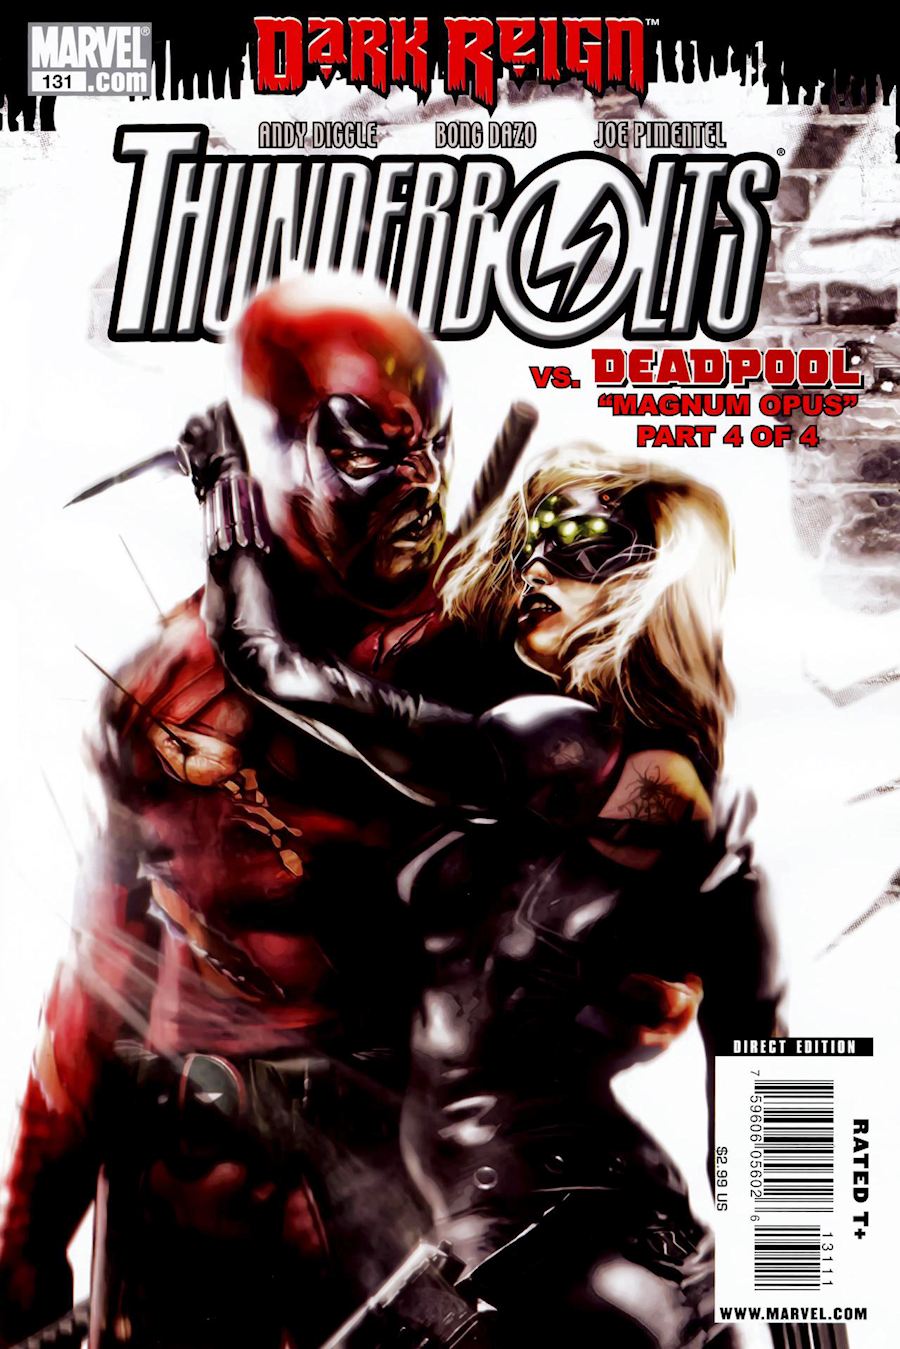 DARK REIGN™
MARVEL®
131 .com
ANDY DIGGLE BONG DAZO JOE PIMENTEL
THUNDERBOLTS®
VS. DEADPOOL
"MAGNUM OPUS"
PART 4 OF 4
DIRECT EDITION
7 59606 05602 6 13111
$2.99 US
RATED T+
WWW.MARVEL.COM